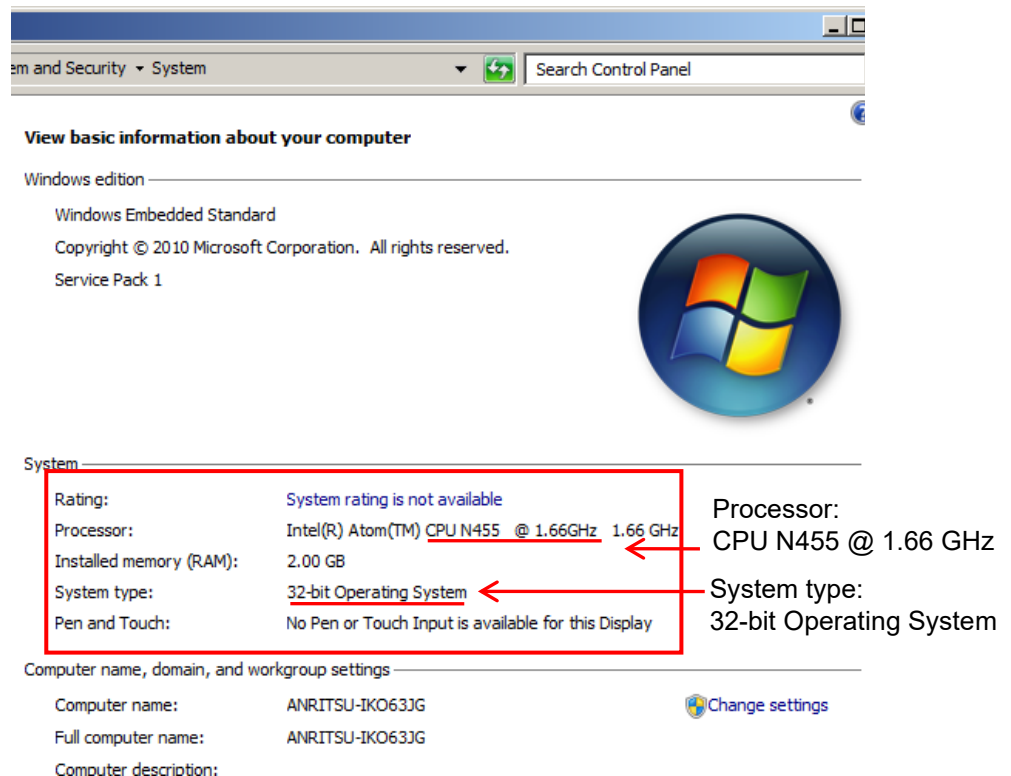 em and Security ▾ System Search Control Panel
View basic information about your computer
Windows edition
Windows Embedded Standard
Copyright © 2010 Microsoft Corporation. All rights reserved.
Service Pack 1
System
Rating: System rating is not available
Processor: Intel(R) Atom(TM) CPU N455 @ 1.66GHz 1.66 GHz
Installed memory (RAM): 2.00 GB
System type: 32-bit Operating System
Pen and Touch: No Pen or Touch Input is available for this Display
Processor:
CPU N455 @ 1.66 GHz
System type:
32-bit Operating System
Computer name, domain, and workgroup settings
Computer name: ANRITSU-IKO63JG Change settings
Full computer name: ANRITSU-IKO63JG
Computer description: